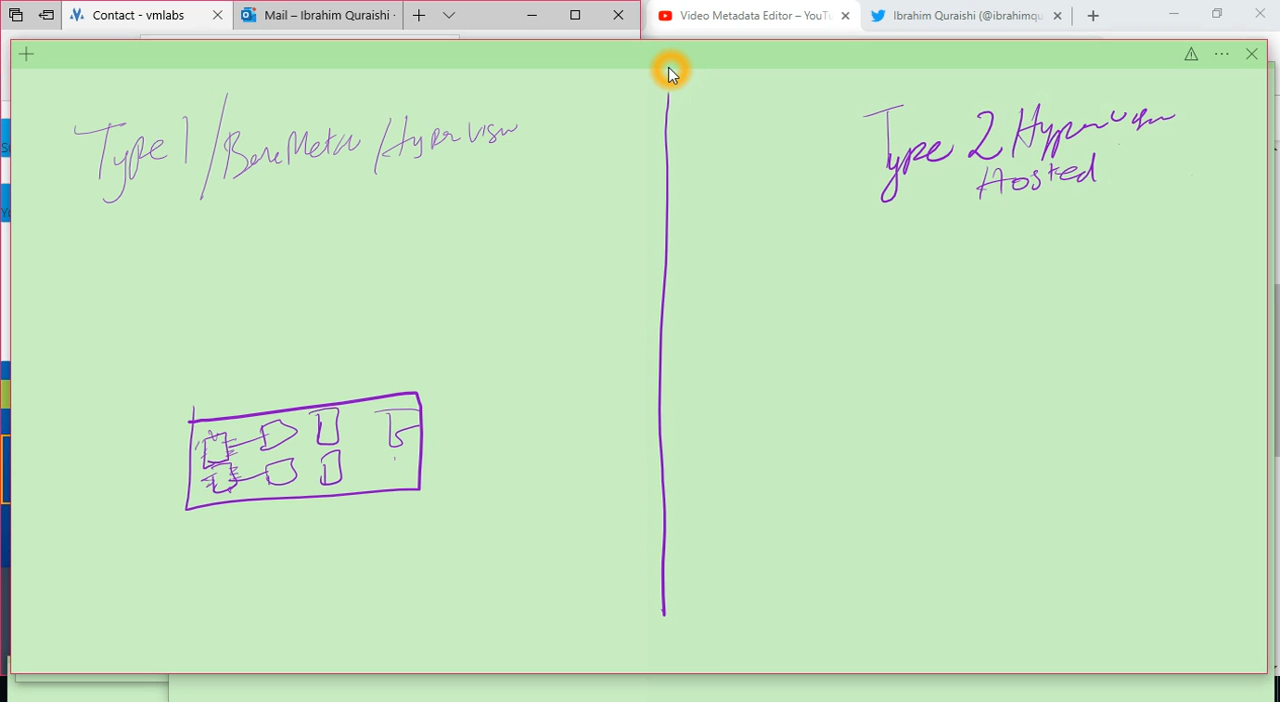 Contact - vmlabs
Mail – Ibrahim Quraishi
Video Metadata Editor – YouTu
Ibrahim Quraishi (@ibrahimqu
Type 1 / BareMetal / Hypervisor
Type 2 Hypervisor
Hosted